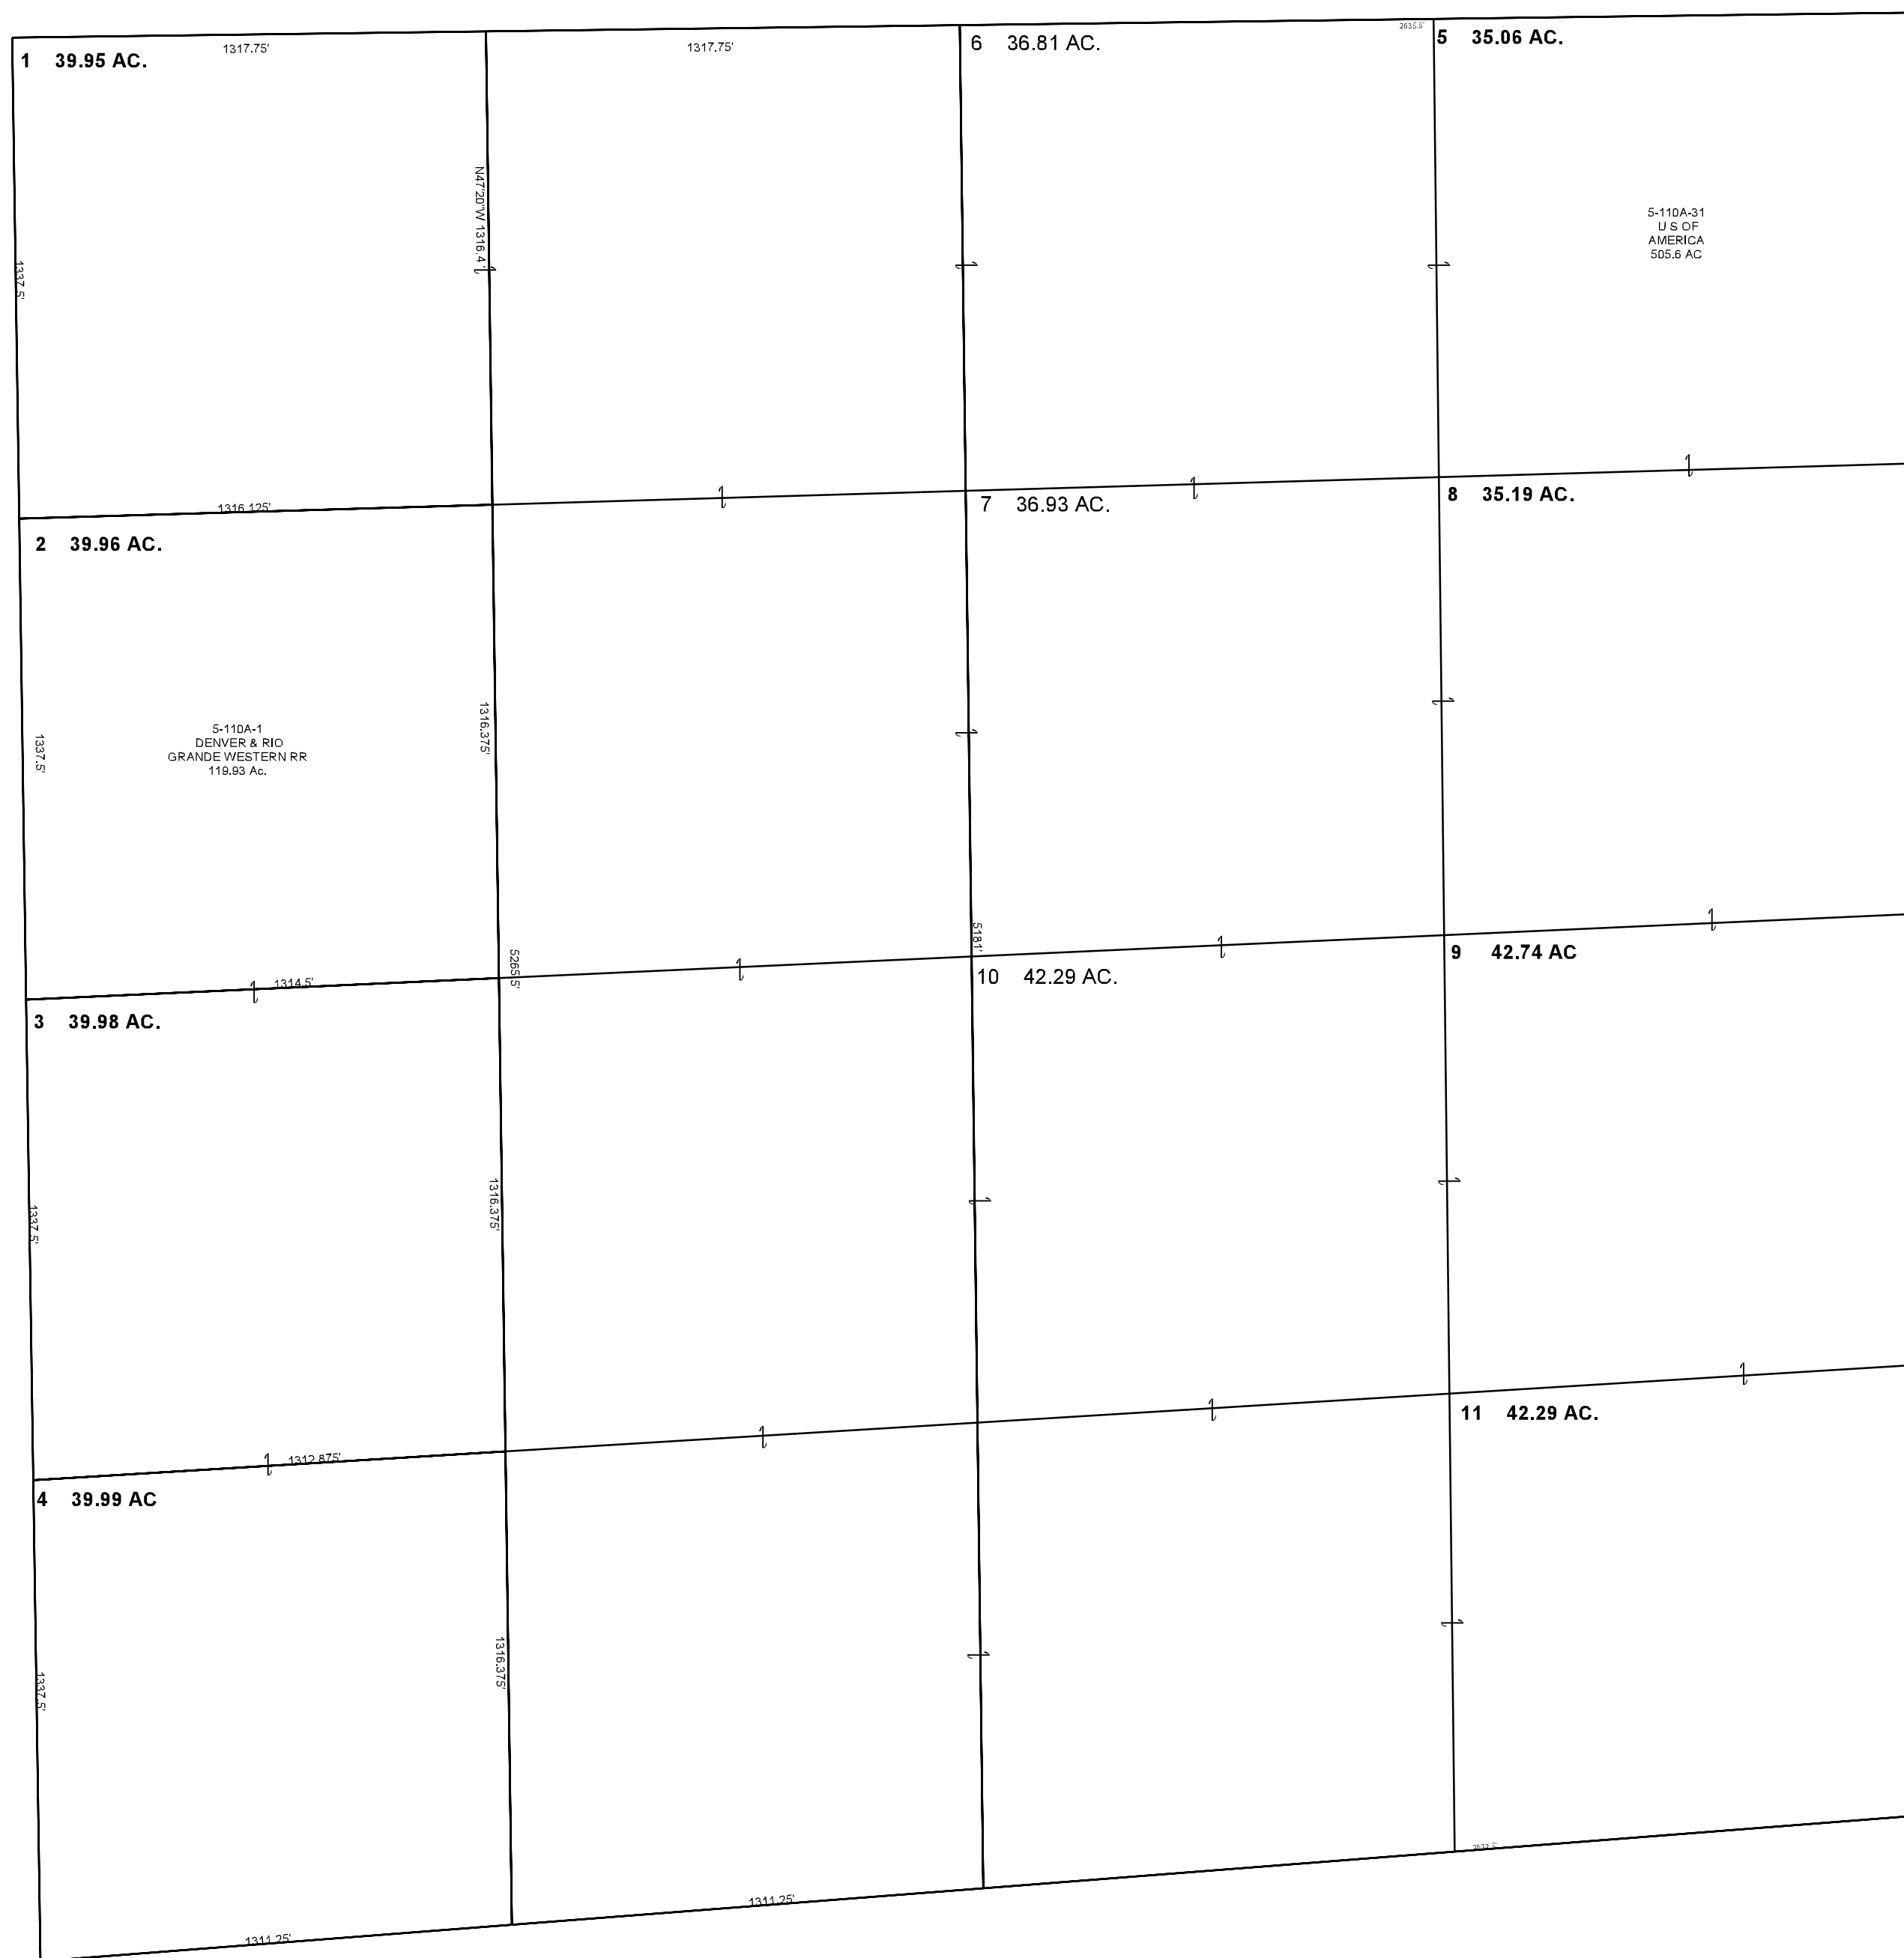 2635.5'
1317.75'
1317.75'
1 39.95 AC.
6 36.81 AC.
5 35.06 AC.
N47'20"W 1316.4'
5-110A-31
U S OF
AMERICA
505.6 AC
1337.5'
1316.125'
7 36.93 AC.
8 35.19 AC.
2 39.96 AC.
1316.375'
5-110A-1
DENVER & RIO
GRANDE WESTERN RR
119.93 Ac.
1337.5'
5181'
5265.5'
1314.5'
10 42.29 AC.
9 42.74 AC
3 39.98 AC.
1316.375'
1337.5'
11 42.29 AC.
1312.875'
4 39.99 AC
1316.375'
1337.5'
1311.25'
1311.25'